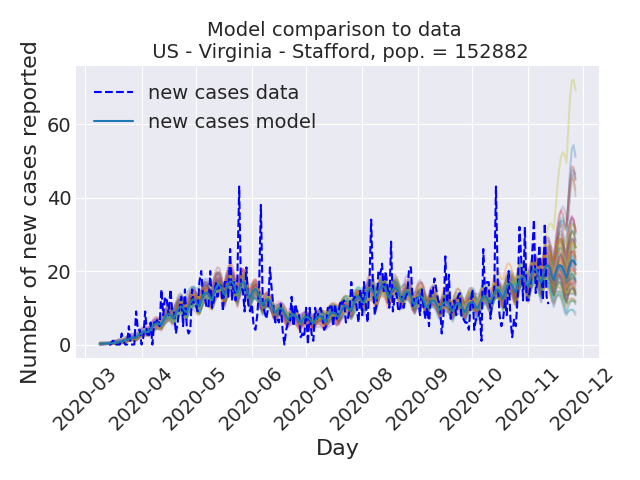 Model comparison to data
US - Virginia - Stafford, pop. = 152882
Number of new cases reported
new cases data
new cases model
60
40
20
0
2020-03
2020-04
2020-05
2020-06
2020-07
2020-08
2020-09
2020-10
2020-11
2020-12
Day